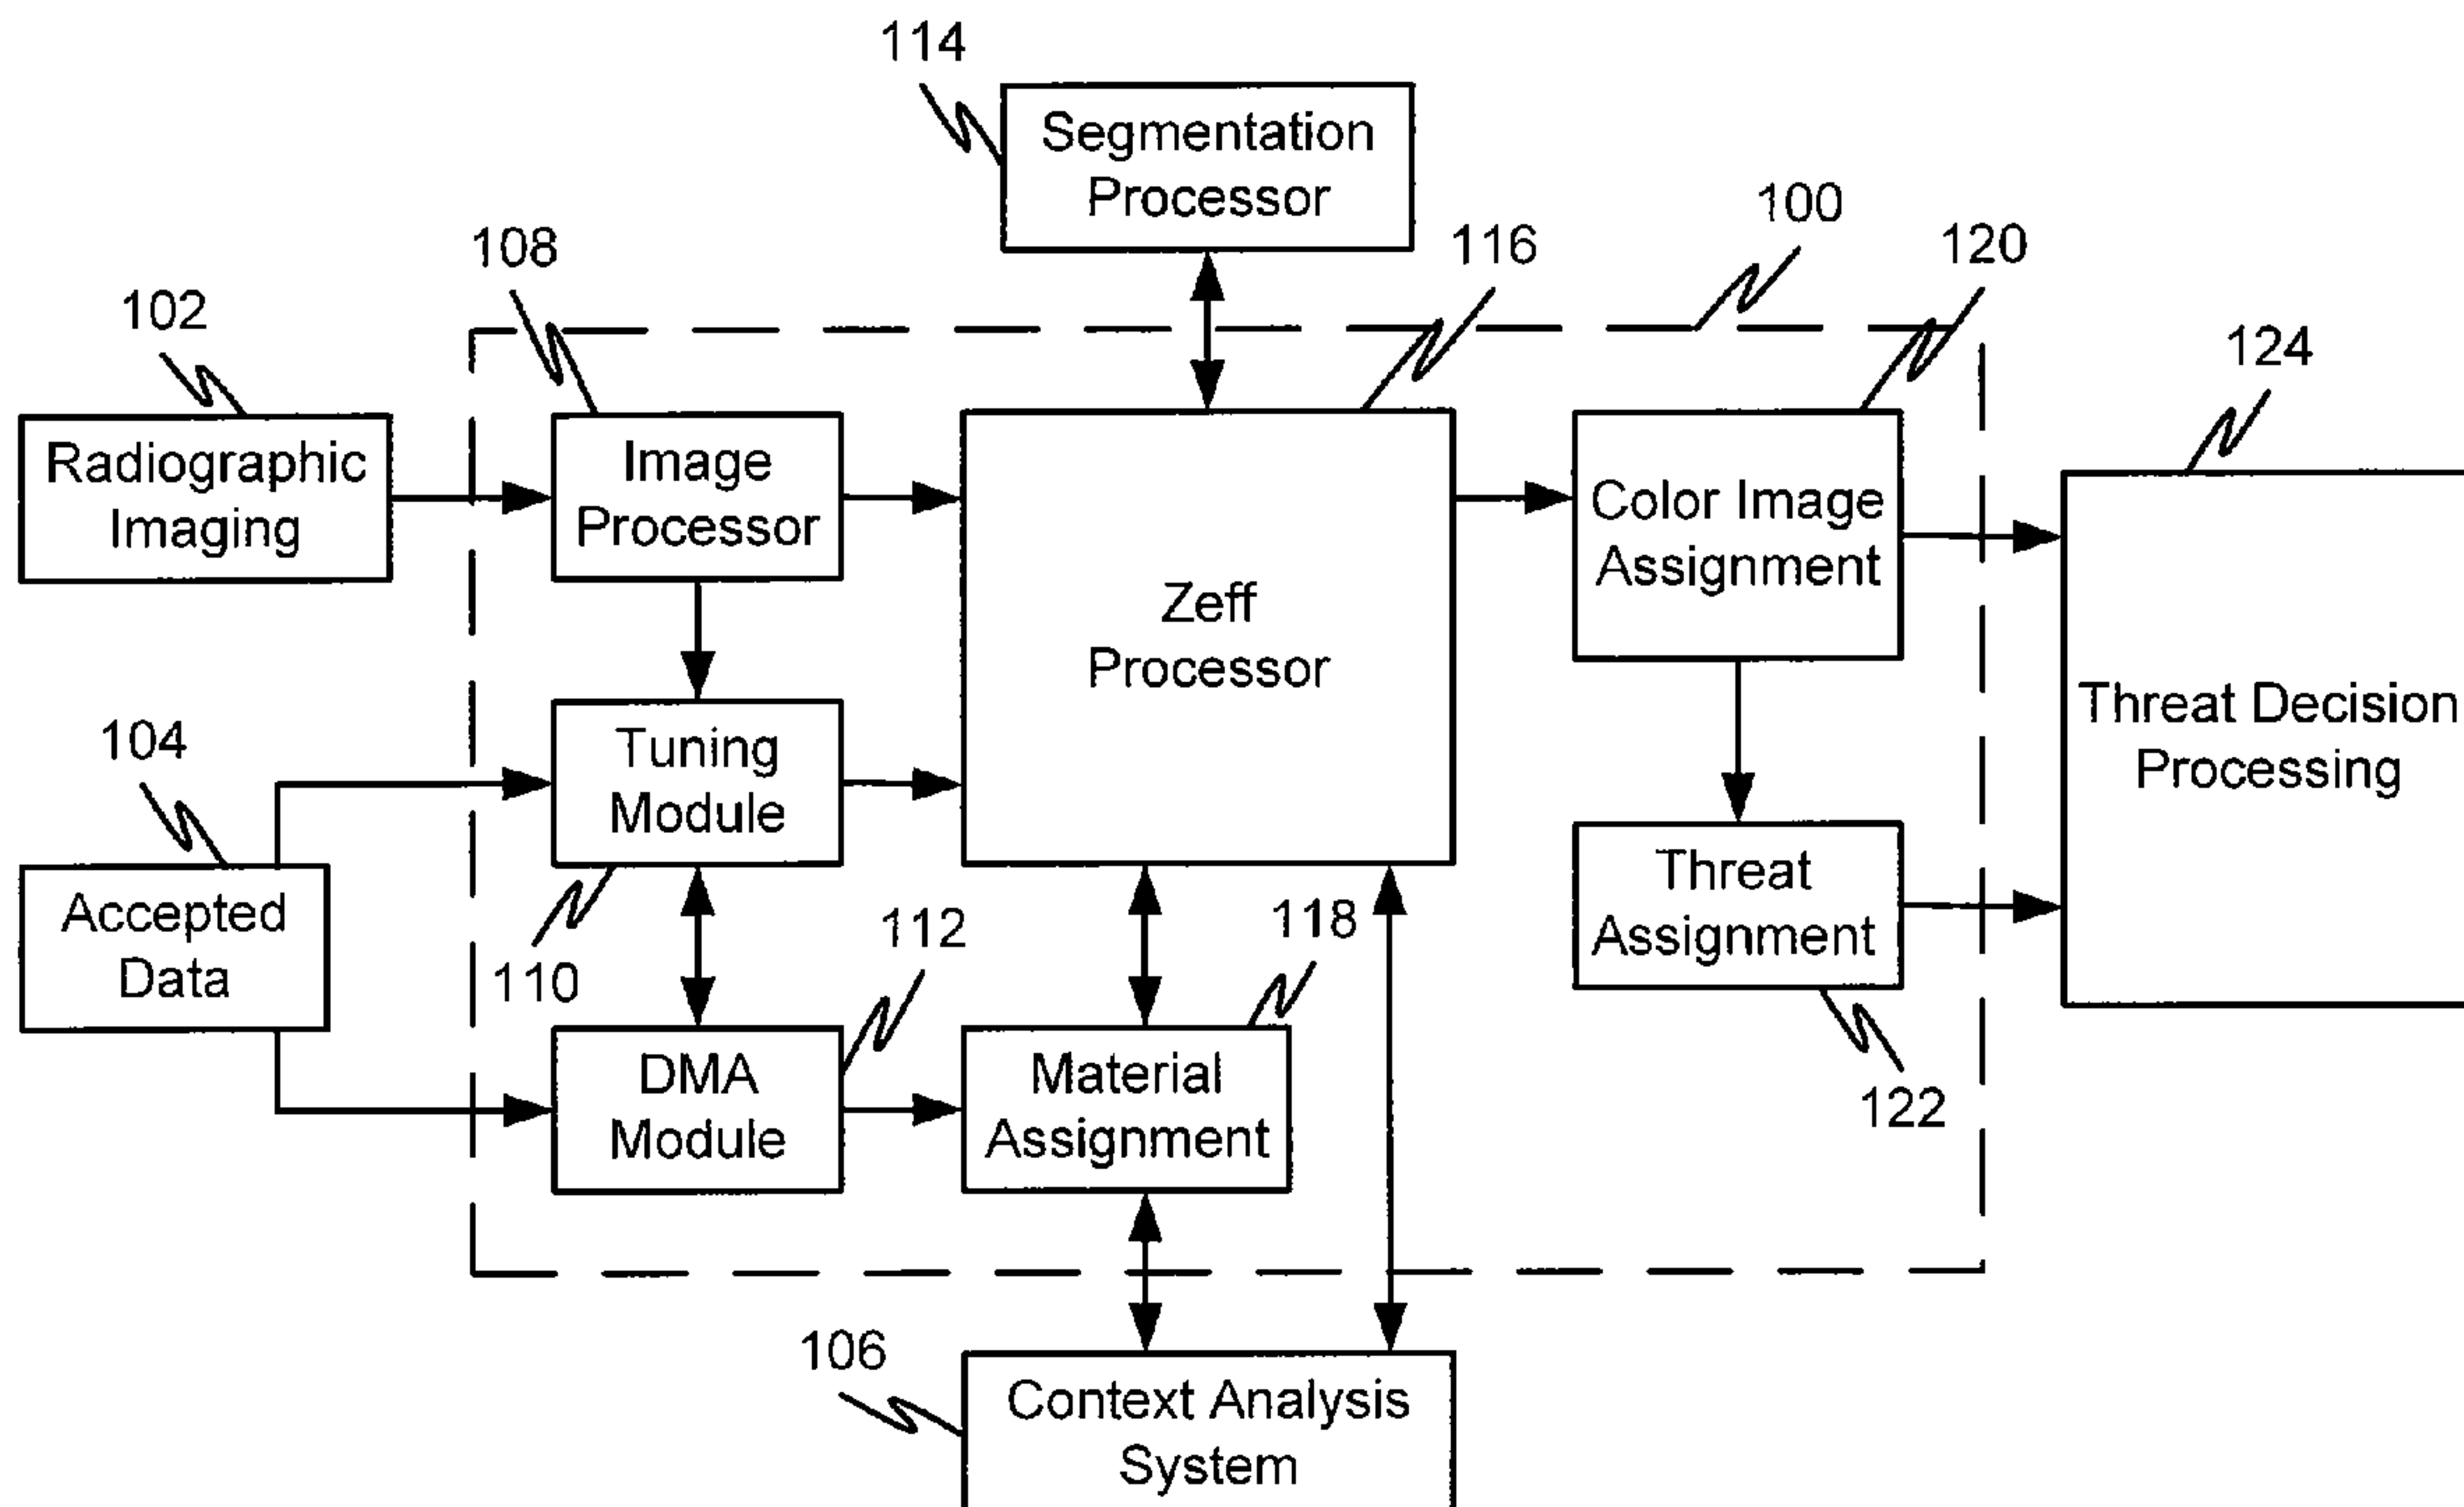 114
Segmentation
Processor
100
108
116
120
102
124
Radiographic
Imaging
Image
Processor
Zeff
Processor
Color Image
Assignment
Threat Decision
Processing
104
Tuning
Module
Accepted
Data
110
112
118
Threat
Assignment
122
DMA
Module
Material
Assignment
106
Context Analysis
System